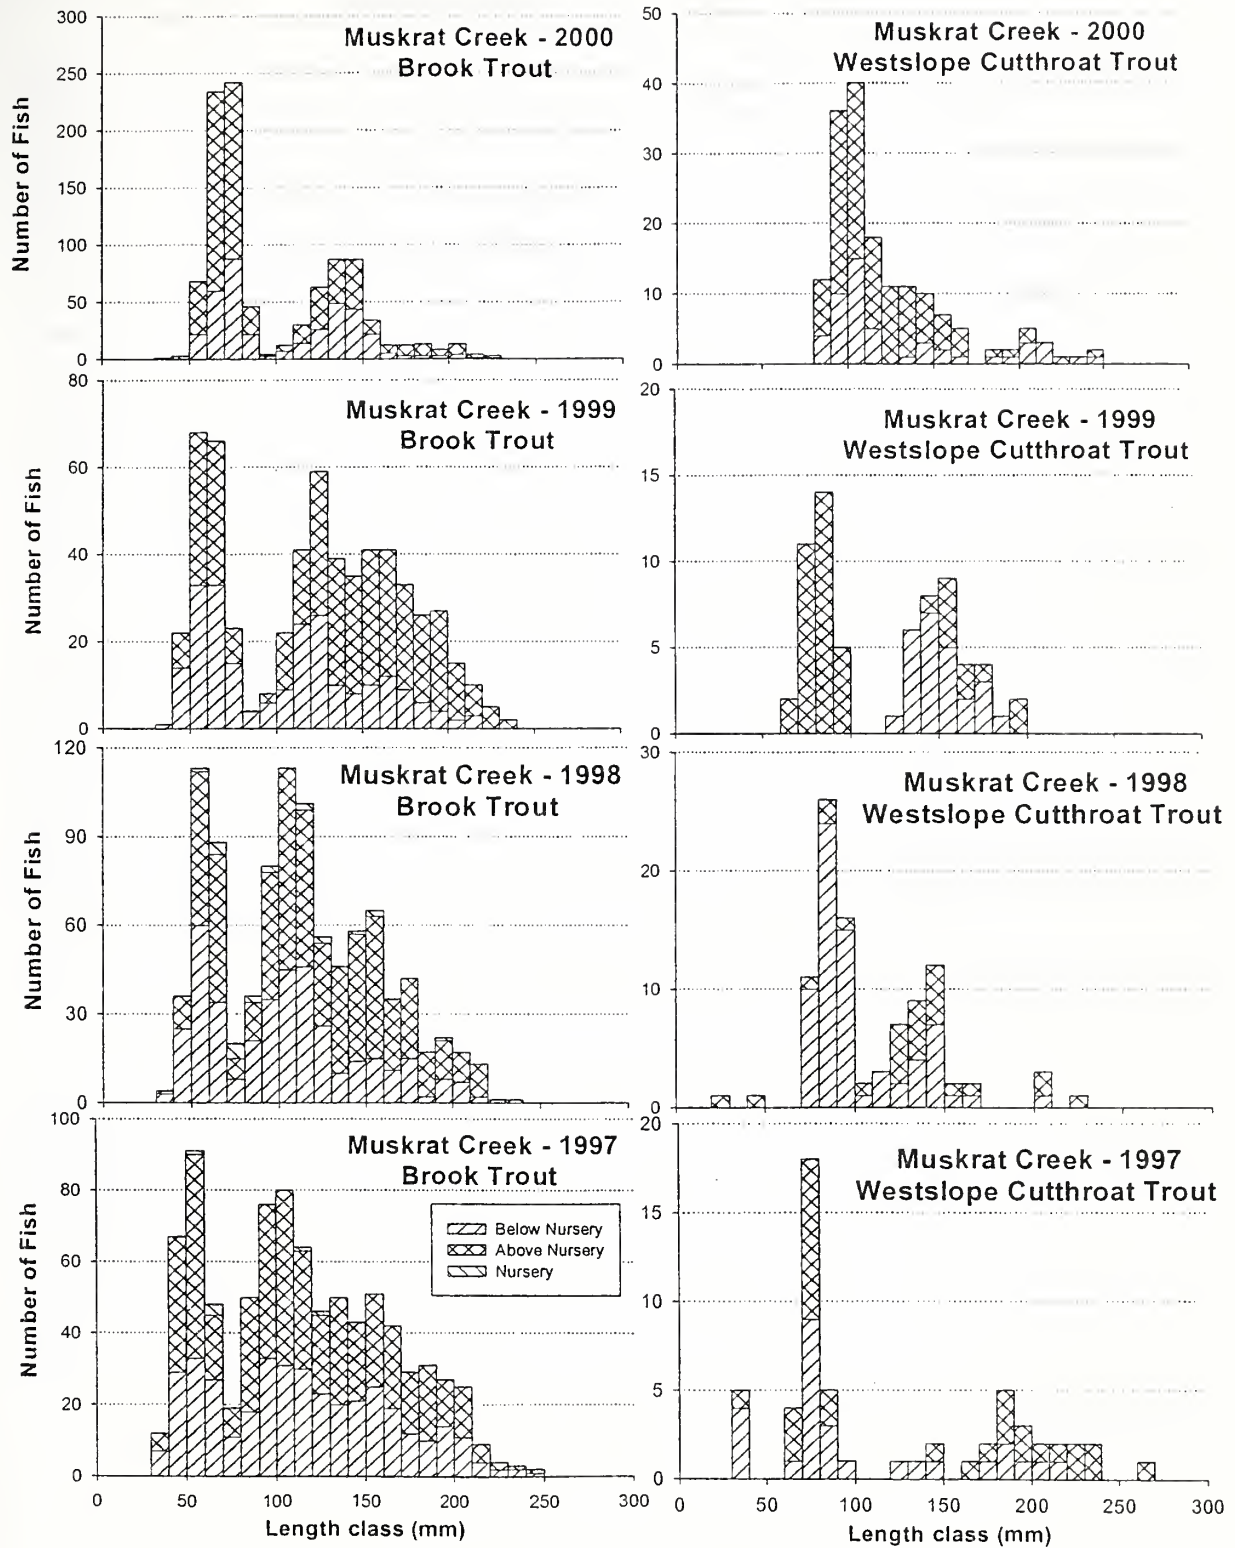 Muskrat Creek - 2000
Brook Trout
Number of Fish
300
250
200
150
100
50
0
Muskrat Creek - 2000
Westslope Cutthroat Trout
50
40
30
20
10
0
Muskrat Creek - 1999
Brook Trout
Number of Fish
80
60
40
20
0
Muskrat Creek - 1999
Westslope Cutthroat Trout
20
15
10
5
0
Muskrat Creek - 1998
Brook Trout
Number of Fish
120
90
60
30
0
Muskrat Creek - 1998
Westslope Cutthroat Trout
30
20
10
0
Muskrat Creek - 1997
Brook Trout
Below Nursery
Above Nursery
Nursery
Number of Fish
100
80
60
40
20
0
0 50 100 150 200 250 300
Length class (mm)
Muskrat Creek - 1997
Westslope Cutthroat Trout
20
15
10
5
0
0 50 100 150 200 250 300
Length class (mm)